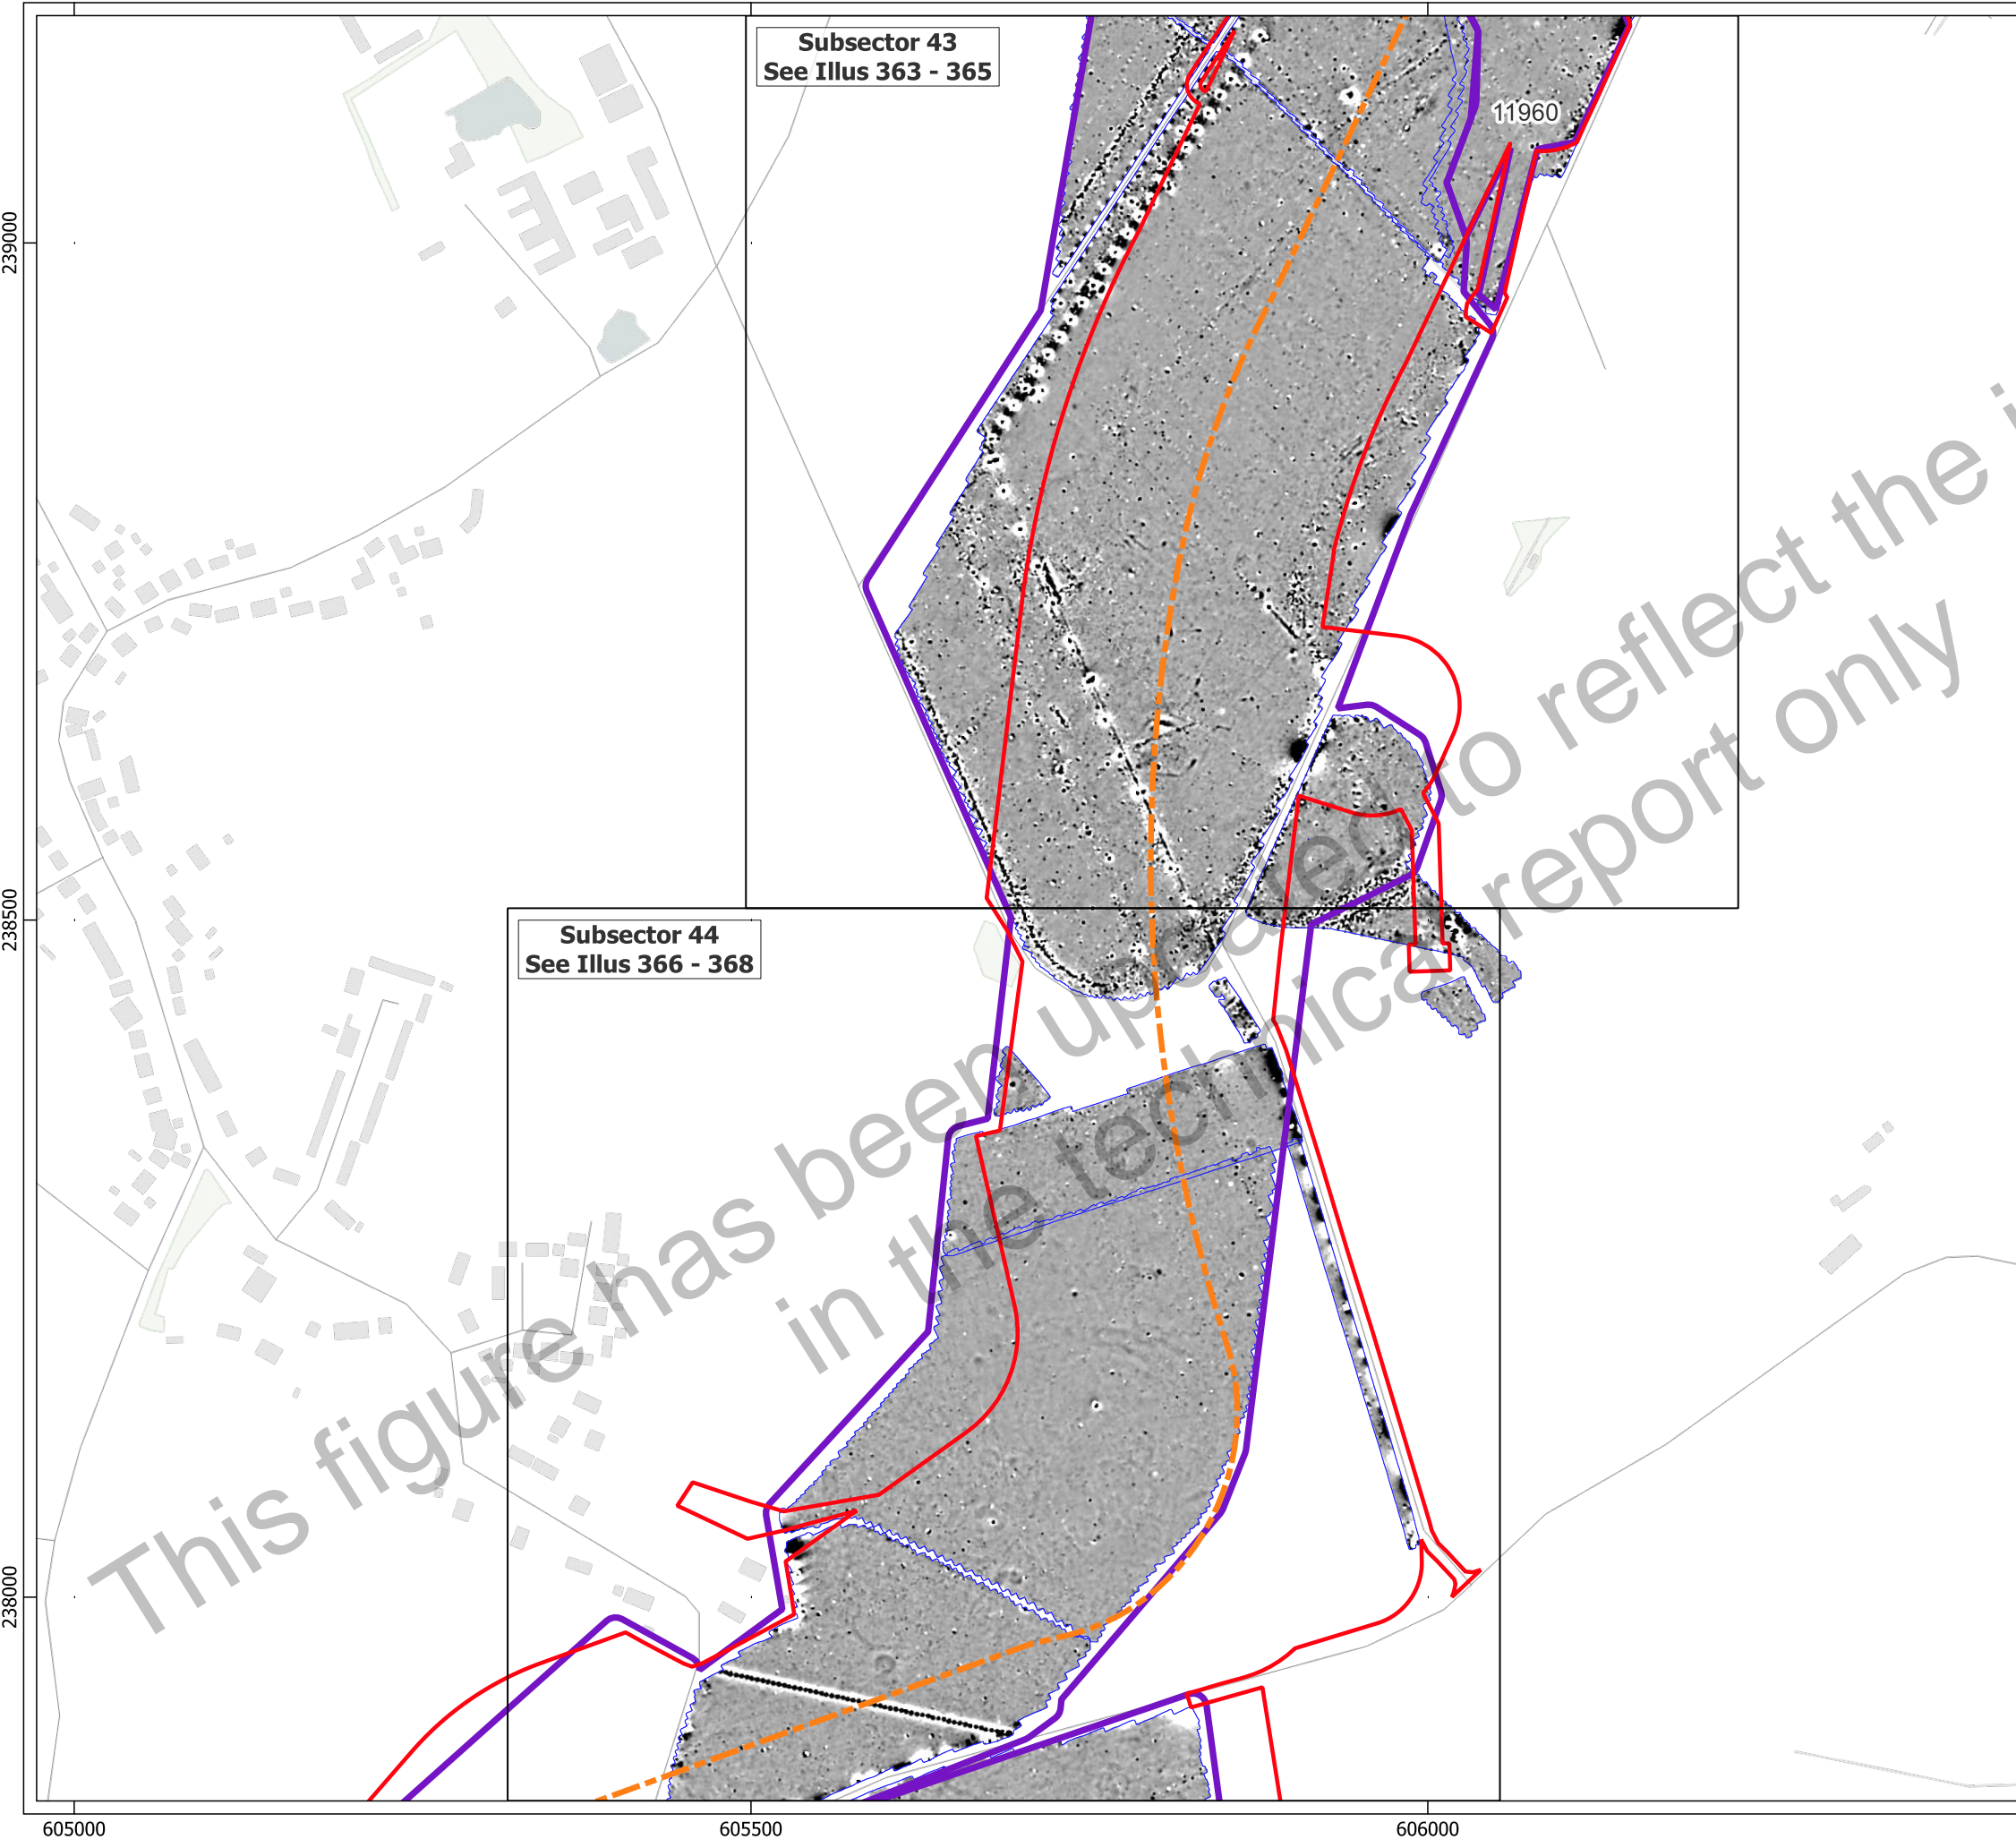 Subsector 43
See Illus 363 - 365
11960
239000
238500
Subsector 44
See Illus 366 - 368
This figure has been updated to reflect the
in the technical report only
238000
605000
605500
606000